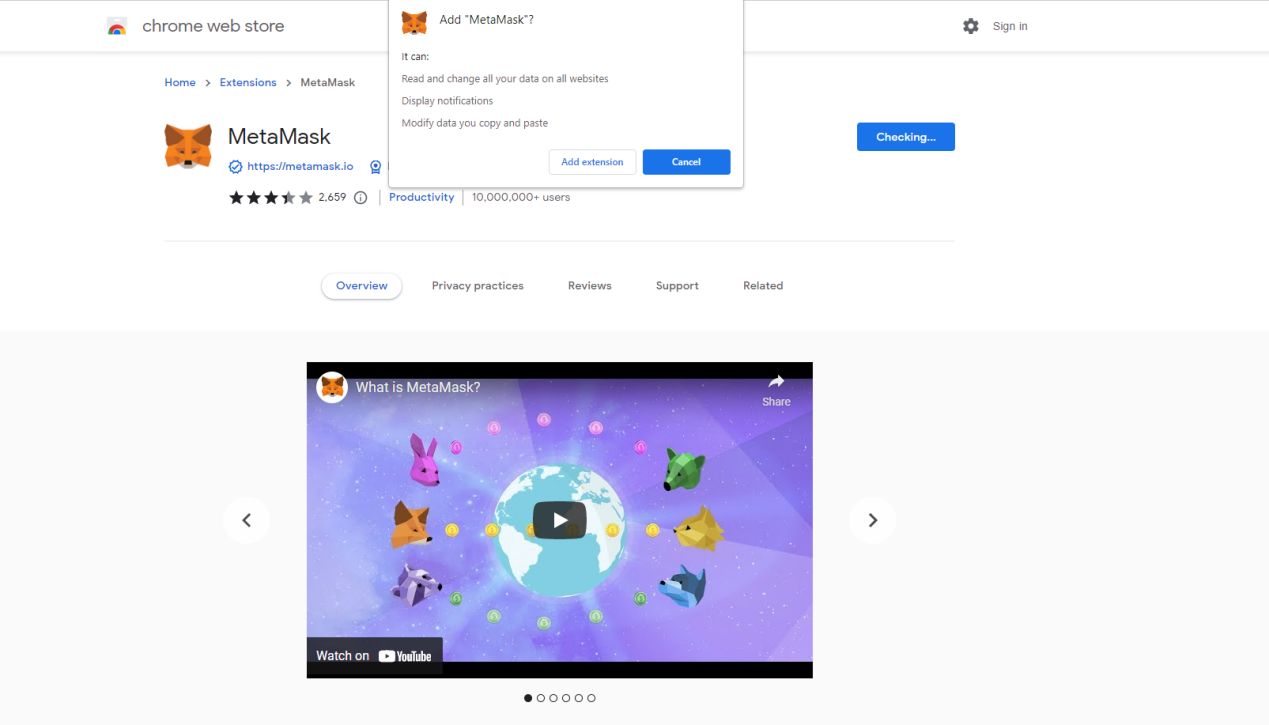 chrome web store
Add "MetaMask"?
Sign in
It can:
Read and change all your data on all websites
Display notifications
Modify data you copy and paste
Add extension
Cancel
Home
Extensions
MetaMask
MetaMask
Checking...
https://metamask.io
2,659
Productivity
10,000,000+ users
Overview
Privacy practices
Reviews
Support
Related
What is MetaMask?
Share
Watch on YouTube